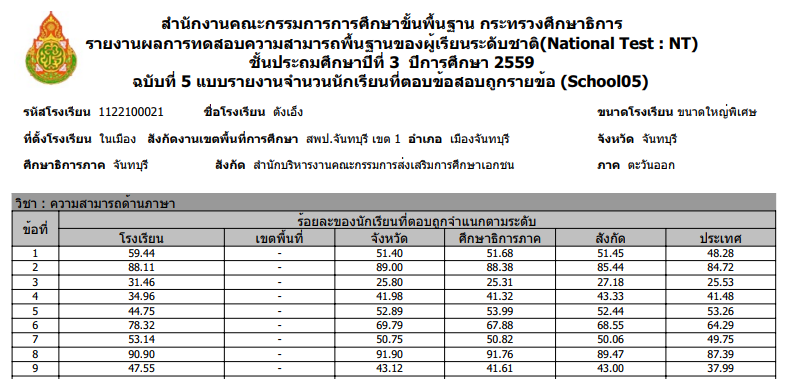 สำนักงานคณะกรรมการการศึกษาขั้นพื้นฐาน กระทรวงศึกษาธิการ
รายงานผลการทดสอบความสามารถพื้นฐานของผู้เรียนระดับชาติ(National Test : NT)
ชั้นประถมศึกษาปีที่ 3 ปีการศึกษา 2559
ฉบับที่ 5 แบบรายงานจำนวนนักเรียนที่ตอบข้อสอบถูกรายข้อ (School05)
รหัสโรงเรียน 1122100021 ชื่อโรงเรียน ตังเอ็ง ขนาดโรงเรียน ขนาดใหญ่พิเศษ
ที่ตั้งโรงเรียน ในเมือง สังกัดงานเขตพื้นที่การศึกษา สพป.จันทบุรี เขต 1 อำเภอ เมืองจันทบุรี จังหวัด จันทบุรี
ศึกษาธิการภาค จันทบุรี สังกัด สำนักบริหารงานคณะกรรมการส่งเสริมการศึกษาเอกชน ภาค ตะวันออก
วิชา : ความสามารถด้านภาษา
ข้อที่ ร้อยละของนักเรียนที่ตอบถูกจำแนกตามระดับ
โรงเรียน เขตพื้นที่ จังหวัด ศึกษาธิการภาค สังกัด ประเทศ
1 59.44 - 51.40 51.68 51.45 48.28
2 88.11 - 89.00 88.38 85.44 84.72
3 31.46 - 25.80 25.31 27.18 25.53
4 34.96 - 41.98 41.32 43.33 41.48
5 44.75 - 52.89 53.99 52.44 53.26
6 78.32 - 69.79 67.88 68.55 64.29
7 53.14 - 50.75 50.82 50.06 49.75
8 90.90 - 91.90 91.76 89.47 87.39
9 47.55 - 43.12 41.61 43.00 37.99